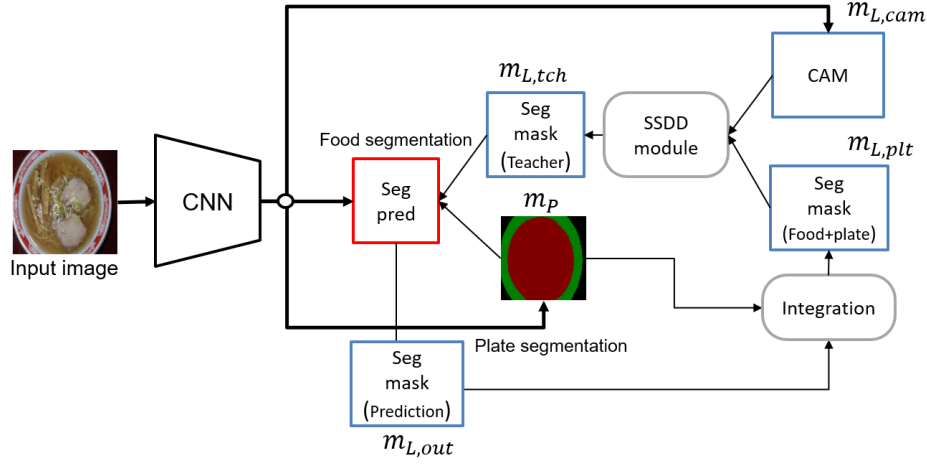 m_{L,cam}
CAM
m_{L,tch}
Seg
mask
(Teacher)
SSDD
module
Food segmentation
m_{L,plt}
Seg
mask
(Food+plate)
CNN
Seg
pred
m_P
Input image
Integration
Plate segmentation
Seg
mask
(Prediction)
m_{L,out}